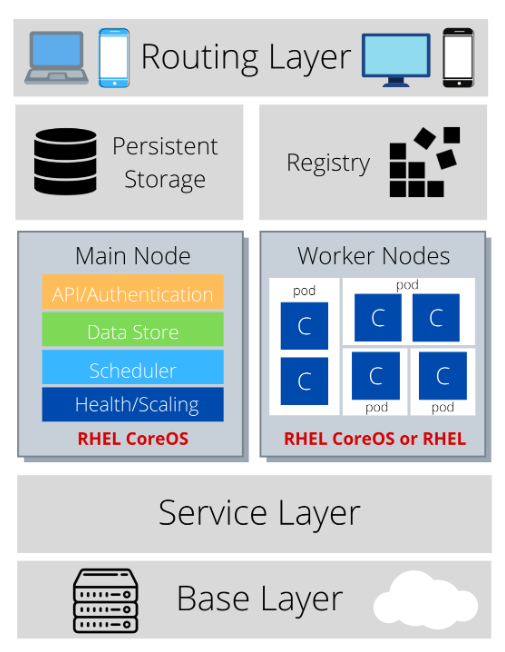 Routing Layer
Persistent
Storage
Registry
Main Node
API/Authentication
Data Store
Scheduler
Health/Scaling
RHEL CoreOS
Worker Nodes
pod
C
C
pod
C
C
C
pod
C
pod
RHEL CoreOS or RHEL
Service Layer
Base Layer